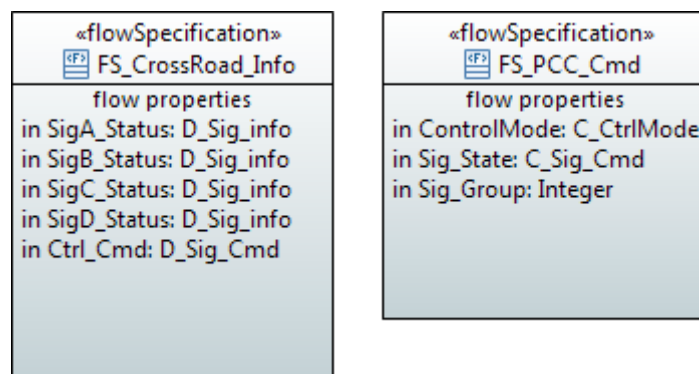 «flowSpecification»
FS_CrossRoad_Info
flow properties
in SigA_Status: D_Sig_info
in SigB_Status: D_Sig_info
in SigC_Status: D_Sig_info
in SigD_Status: D_Sig_info
in Ctrl_Cmd: D_Sig_Cmd
«flowSpecification»
FS_PCC_Cmd
flow properties
in ControlMode: C_CtrlMode
in Sig_State: C_Sig_Cmd
in Sig_Group: Integer